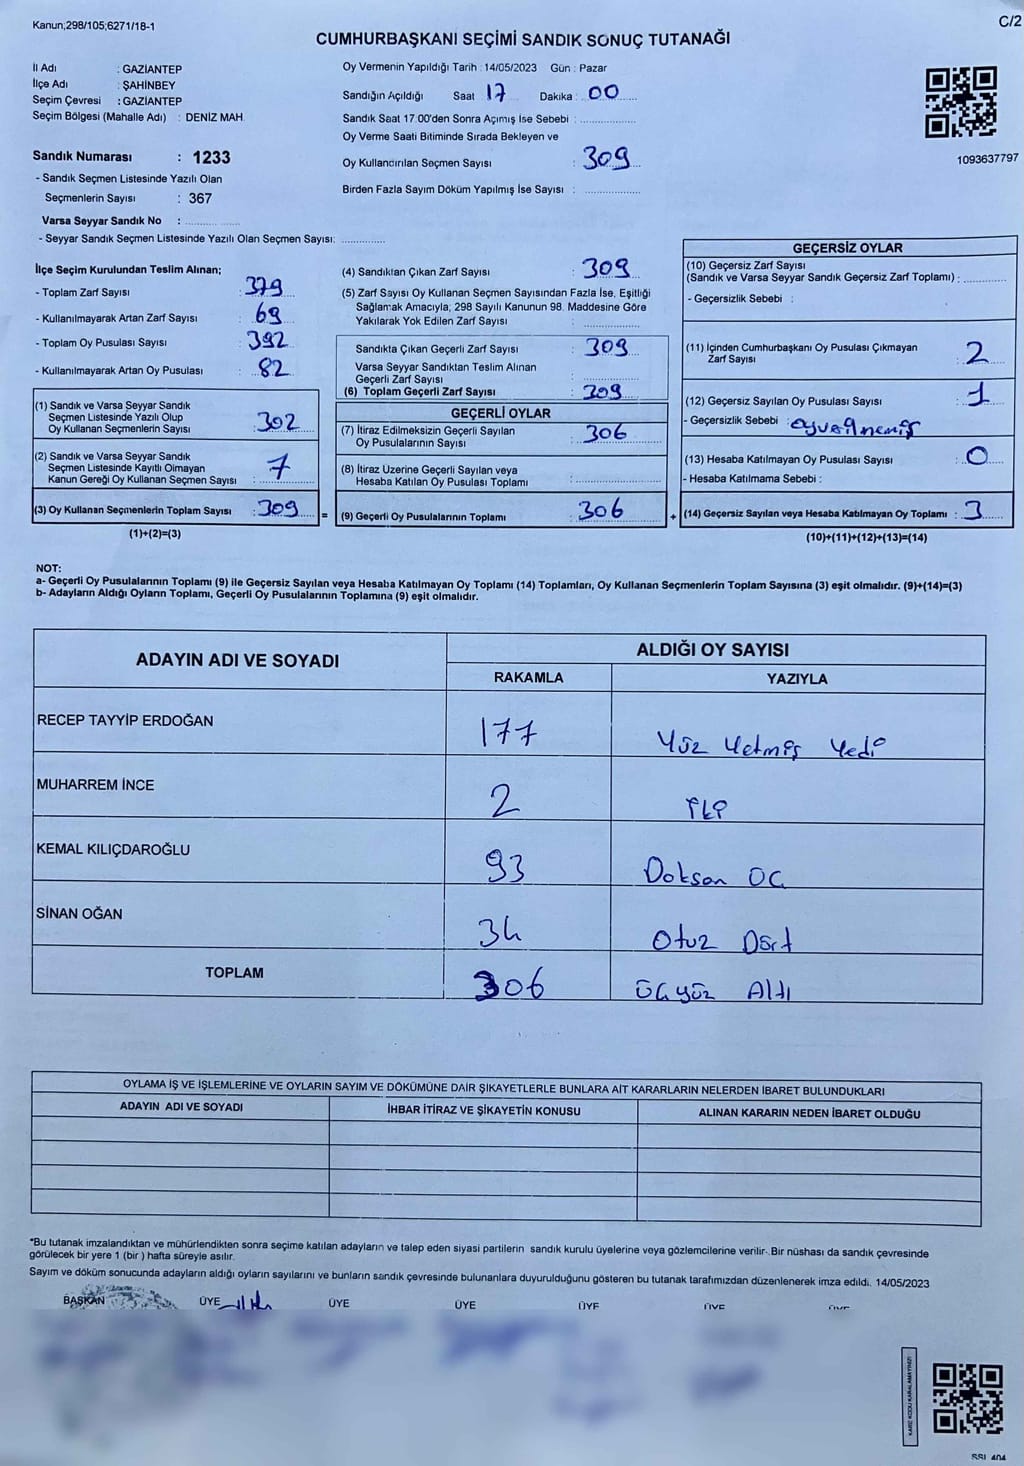 Kanun;298/105;6271/18-1
C/2
CUMHURBAŞKANI SEÇİMİ SANDIK SONUÇ TUTANAĞI
İl Adı : GAZİANTEP
İlçe Adı : ŞAHİNBEY
Seçim Çevresi : GAZİANTEP
Seçim Bölgesi (Mahalle Adı) : DENİZ MAH.
Sandık Numarası : 1233
- Sandık Seçmen Listesinde Yazılı Olan
Seçmenlerin Sayısı : 367
Varsa Seyyar Sandık No : ..............
- Seyyar Sandık Seçmen Listesinde Yazılı Olan Seçmen Sayısı: ..............
Oy Vermenin Yapıldığı Tarih : 14/05/2023 Gün : Pazar
Sandığın Açıldığı Saat 17 Dakika : 00
Sandık Saat 17:00'den Sonra Açımış İse Sebebi : ..............
Oy Verme Saati Bitiminde Sırada Bekleyen ve
Oy Kullandırılan Seçmen Sayısı : 309
Birden Fazla Sayım Döküm Yapılmış İse Sayısı : ..............
1093637797
İlçe Seçim Kurulundan Teslim Alınan;
- Toplam Zarf Sayısı : 379
- Kullanılmayarak Artan Zarf Sayısı : 69
- Toplam Oy Pusulası Sayısı : 392
- Kullanılmayarak Artan Oy Pusulası : 82
(1) Sandık ve Varsa Seyyar Sandık
Seçmen Listesinde Yazılı Olup
Oy Kullanan Seçmenlerin Sayısı : 302
(2) Sandık ve Varsa Seyyar Sandık
Seçmen Listesinde Kayıtlı Olmayan
Kanun Gereği Oy Kullanan Seçmen Sayısı : 7
(3) Oy Kullanan Seçmenlerin Toplam Sayısı : 309 =
(1)+(2)=(3)
(4) Sandıktan Çıkan Zarf Sayısı : 309
(5) Zarf Sayısı Oy Kullanan Seçmen Sayısından Fazla İse, Eşitliği
Sağlamak Amacıyla; 298 Sayılı Kanunun 98. Maddesine Göre
Yakılarak Yok Edilen Zarf Sayısı : ..............
Sandıkta Çıkan Geçerli Zarf Sayısı : 309
Varsa Seyyar Sandıktan Teslim Alınan
Geçerli Zarf Sayısı : ..............
(6) Toplam Geçerli Zarf Sayısı : 309
GEÇERLİ OYLAR
(7) İtiraz Edilmeksizin Geçerli Sayılan
Oy Pusulalarının Sayısı : 306
(8) İtiraz Üzerine Geçerli Sayılan veya
Hesaba Katılan Oy Pusulası Toplamı : ..............
(9) Geçerli Oy Pusulalarının Toplamı : 306 +
GEÇERSİZ OYLAR
(10) Geçersiz Zarf Sayısı
(Sandık ve Varsa Seyyar Sandık Geçersiz Zarf Toplamı) : ..............
- Geçersizlik Sebebi :
(11) İçinden Cumhurbaşkanı Oy Pusulası Çıkmayan
Zarf Sayısı : 2
(12) Geçersiz Sayılan Oy Pusulası Sayısı : 1
- Geçersizlik Sebebi :
(13) Hesaba Katılmayan Oy Pusulası Sayısı : 0
- Hesaba Katılmama Sebebi :
(14) Geçersiz Sayılan veya Hesaba Katılmayan Oy Toplamı : 3
(10)+(11)+(12)+(13)=(14)
NOT:
a- Geçerli Oy Pusulalarının Toplamı (9) ile Geçersiz Sayılan veya Hesaba Katılmayan Oy Toplamı (14) Toplamları, Oy Kullanan Seçmenlerin Toplam Sayısına (3) eşit olmalıdır. (9)+(14)=(3)
b- Adayların Aldığı Oyların Toplamı, Geçerli Oy Pusulalarının Toplamına (9) eşit olmalıdır.
ADAYIN ADI VE SOYADI
ALDIĞI OY SAYISI
RAKAMLA YAZIYLA
RECEP TAYYİP ERDOĞAN 177 Yüz Yetmiş Yedi
MUHARREM İNCE 2 İki
KEMAL KILIÇDAROĞLU 93 Doksan Üç
SİNAN OĞAN 34 Otuz Dört
TOPLAM 306 Üçyüz Altı
OYLAMA İŞ VE İŞLEMLERİNE VE OYLARIN SAYIM VE DÖKÜMÜNE DAİR ŞİKAYETLERLE BUNLARA AİT KARARLARIN NELERDEN İBARET BULUNDUKLARI
ADAYIN ADI VE SOYADI İHBAR İTİRAZ VE ŞİKAYETİN KONUSU ALINAN KARARIN NEDEN İBARET OLDUĞU
*Bu tutanak imzalandıktan ve mühürlendikten sonra seçime katılan adayların ve talep eden siyasi partilerin sandık kurulu üyelerine veya gözlemcilerine verilir. Bir nüshası da sandık çevresinde
görülecek bir yere 1 (bir ) hafta süreyle asılır.
Sayım ve döküm sonucunda adayların aldığı oyların sayılarını ve bunların sandık çevresinde bulunanlara duyurulduğunu gösteren bu tutanak tarafımızdan düzenlenerek imza edildi. 14/05/2023
BAŞKAN ÜYE ÜYE ÜYE ÜYE ÜYE ÜYE
KARE KODU KARALAMAYINIZ!
SSI_404